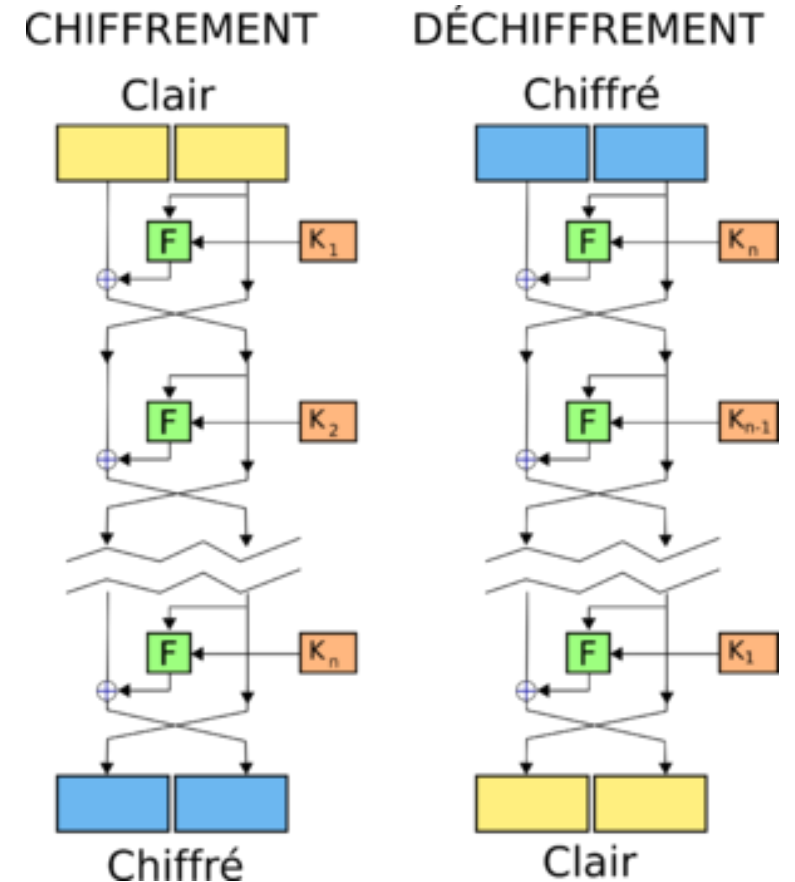 CHIFFREMENT DÉCHIFFREMENT
Clair Chiffré
F K1 F Kn
F K2 F Kn-1
F Kn F K1
Chiffré Clair